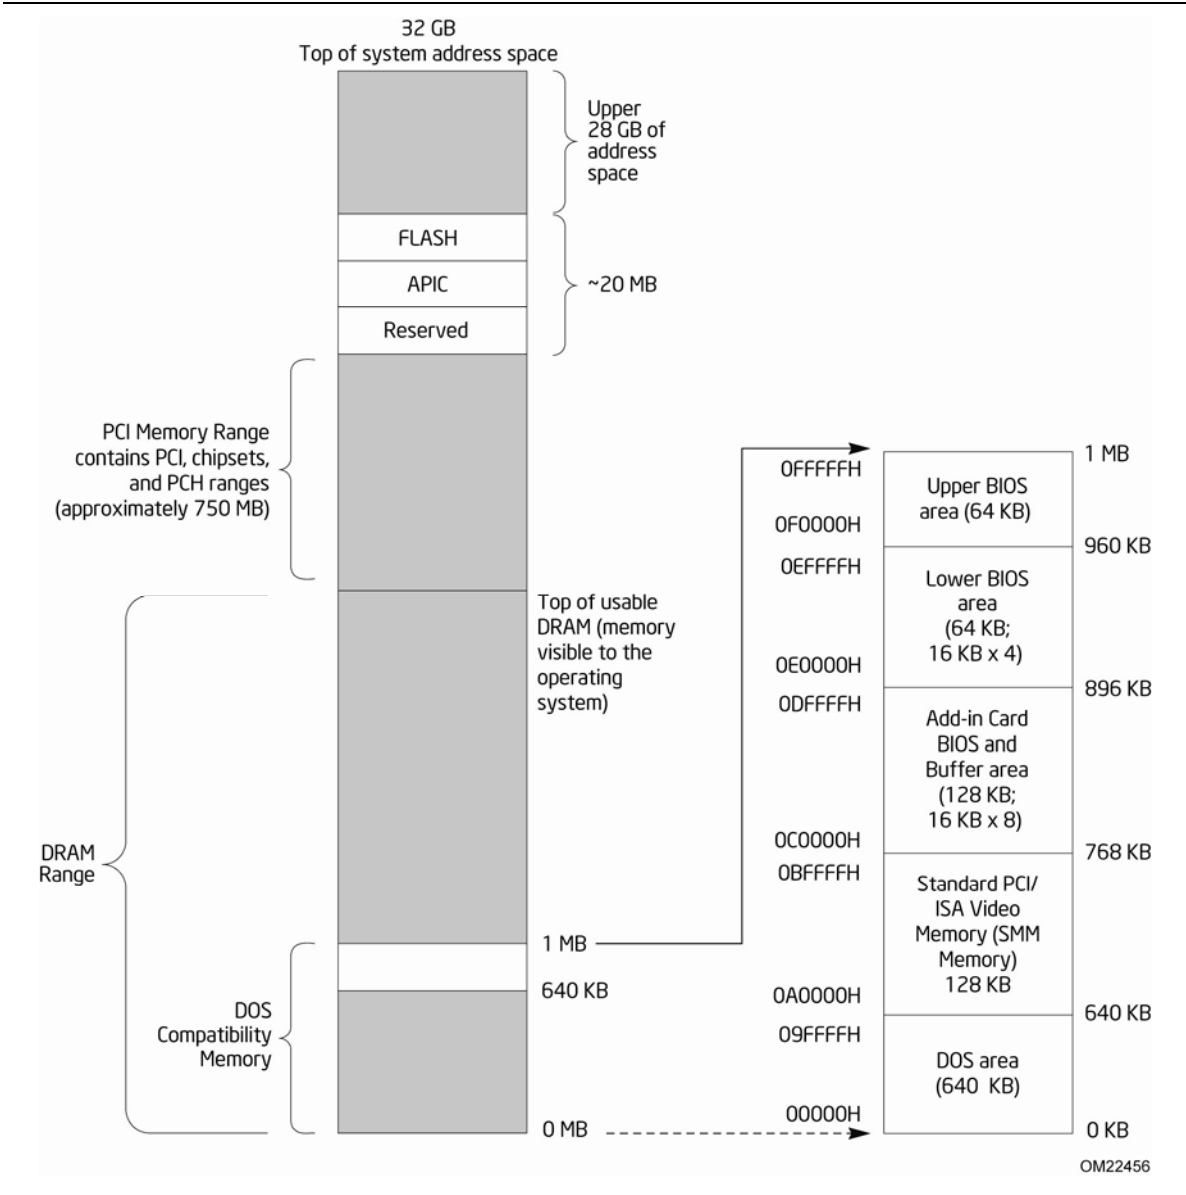 32 GB
Top of system address space
Upper
28 GB of
address
space
FLASH
APIC
~20 MB
Reserved
PCI Memory Range
contains PCI, chipsets,
and PCH ranges
(approximately 750 MB)
Top of usable
DRAM (memory
visible to the
operating
system)
DRAM
Range
1 MB
640 KB
DOS
Compatibility
Memory
0 MB
1 MB
0FFFFFH
Upper BIOS
area (64 KB)
0F0000H
960 KB
0EFFFFH
Lower BIOS
area
(64 KB;
16 KB x 4)
0E0000H
896 KB
0DFFFFH
Add-in Card
BIOS and
Buffer area
(128 KB;
16 KB x 8)
0C0000H
768 KB
0BFFFFH
Standard PCI/
ISA Video
Memory (SMM
Memory)
128 KB
0A0000H
640 KB
09FFFFH
DOS area
(640 KB)
00000H
0 KB
OM22456